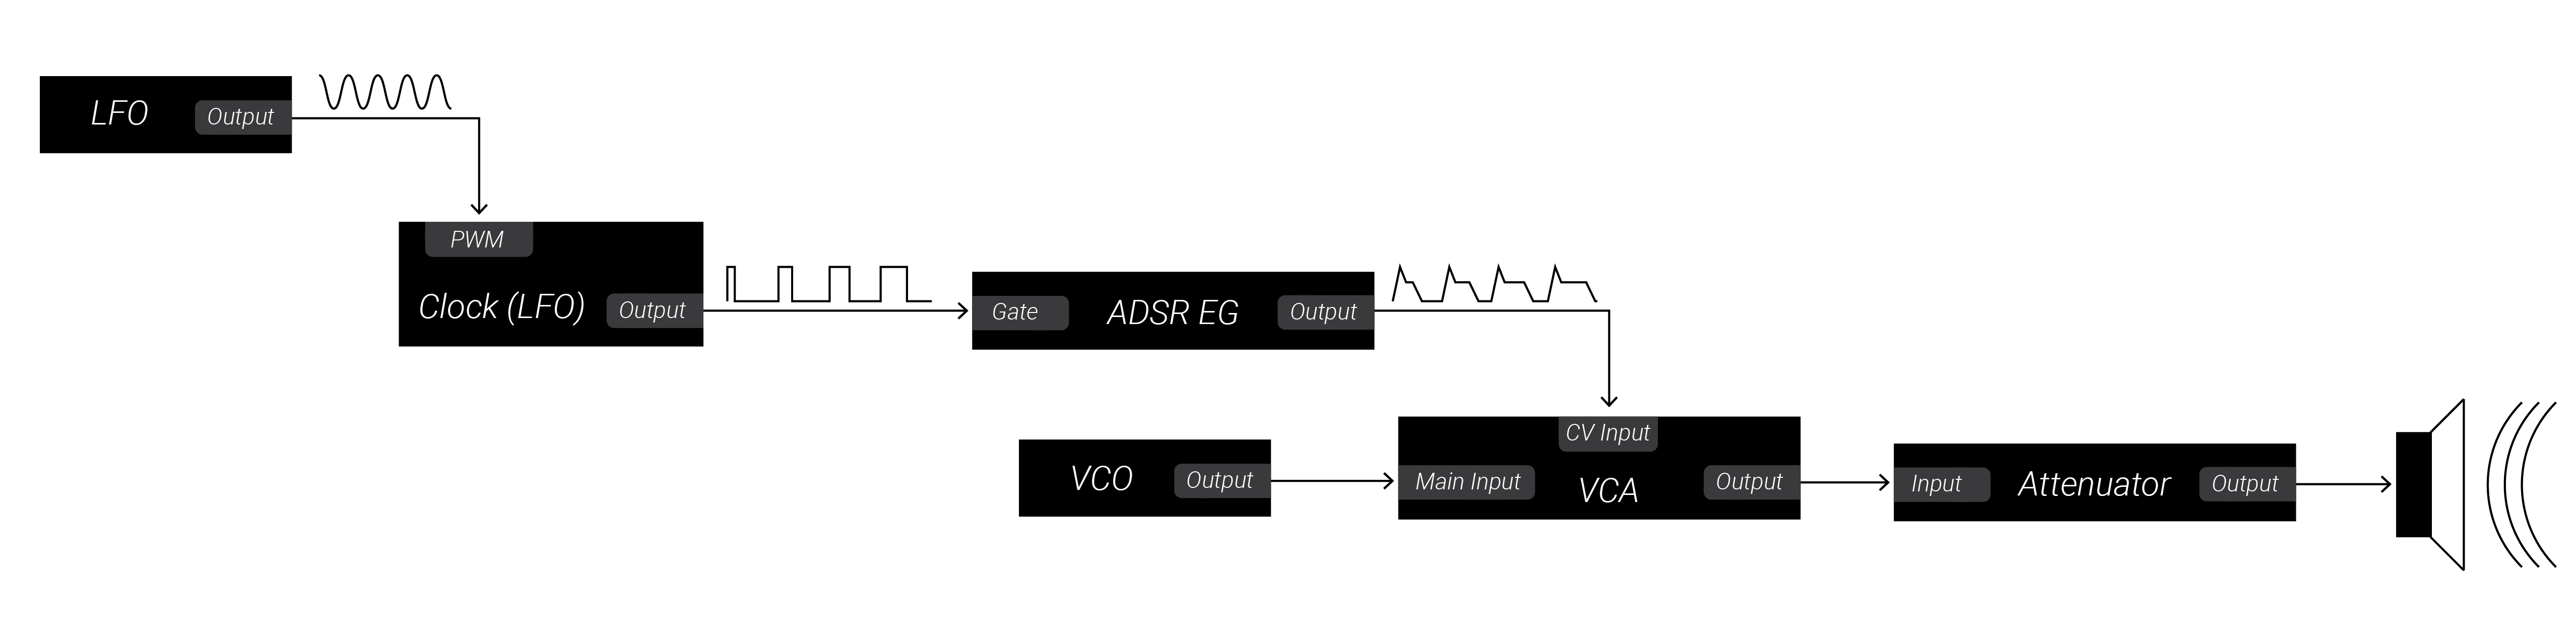 LFO
Output
PWM
Clock (LFO)
Output
Gate
ADSR EG
Output
CV Input
VCO
Output
Main Input
VCA
Output
Input
Attenuator
Output